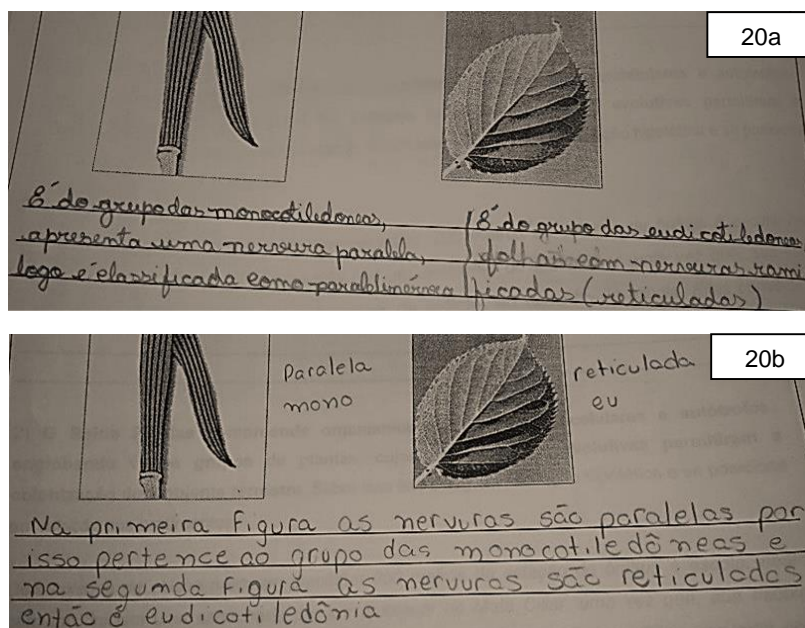 20a
É do grupo das monocotiledoneas,
apresenta uma nervura paralela,
logo é classificada como paralelinérvea
É do grupo das eudicotiledoneas
folhas com nervuras rami
ficadas (reticuladas)
20b
Paralela
mono
reticulada
eu
Na primeira figura as nervuras são paralelas por
isso pertence ao grupo das monocotiledôneas e
na segunda figura as nervuras são reticuladas
então é eudicotiledônia